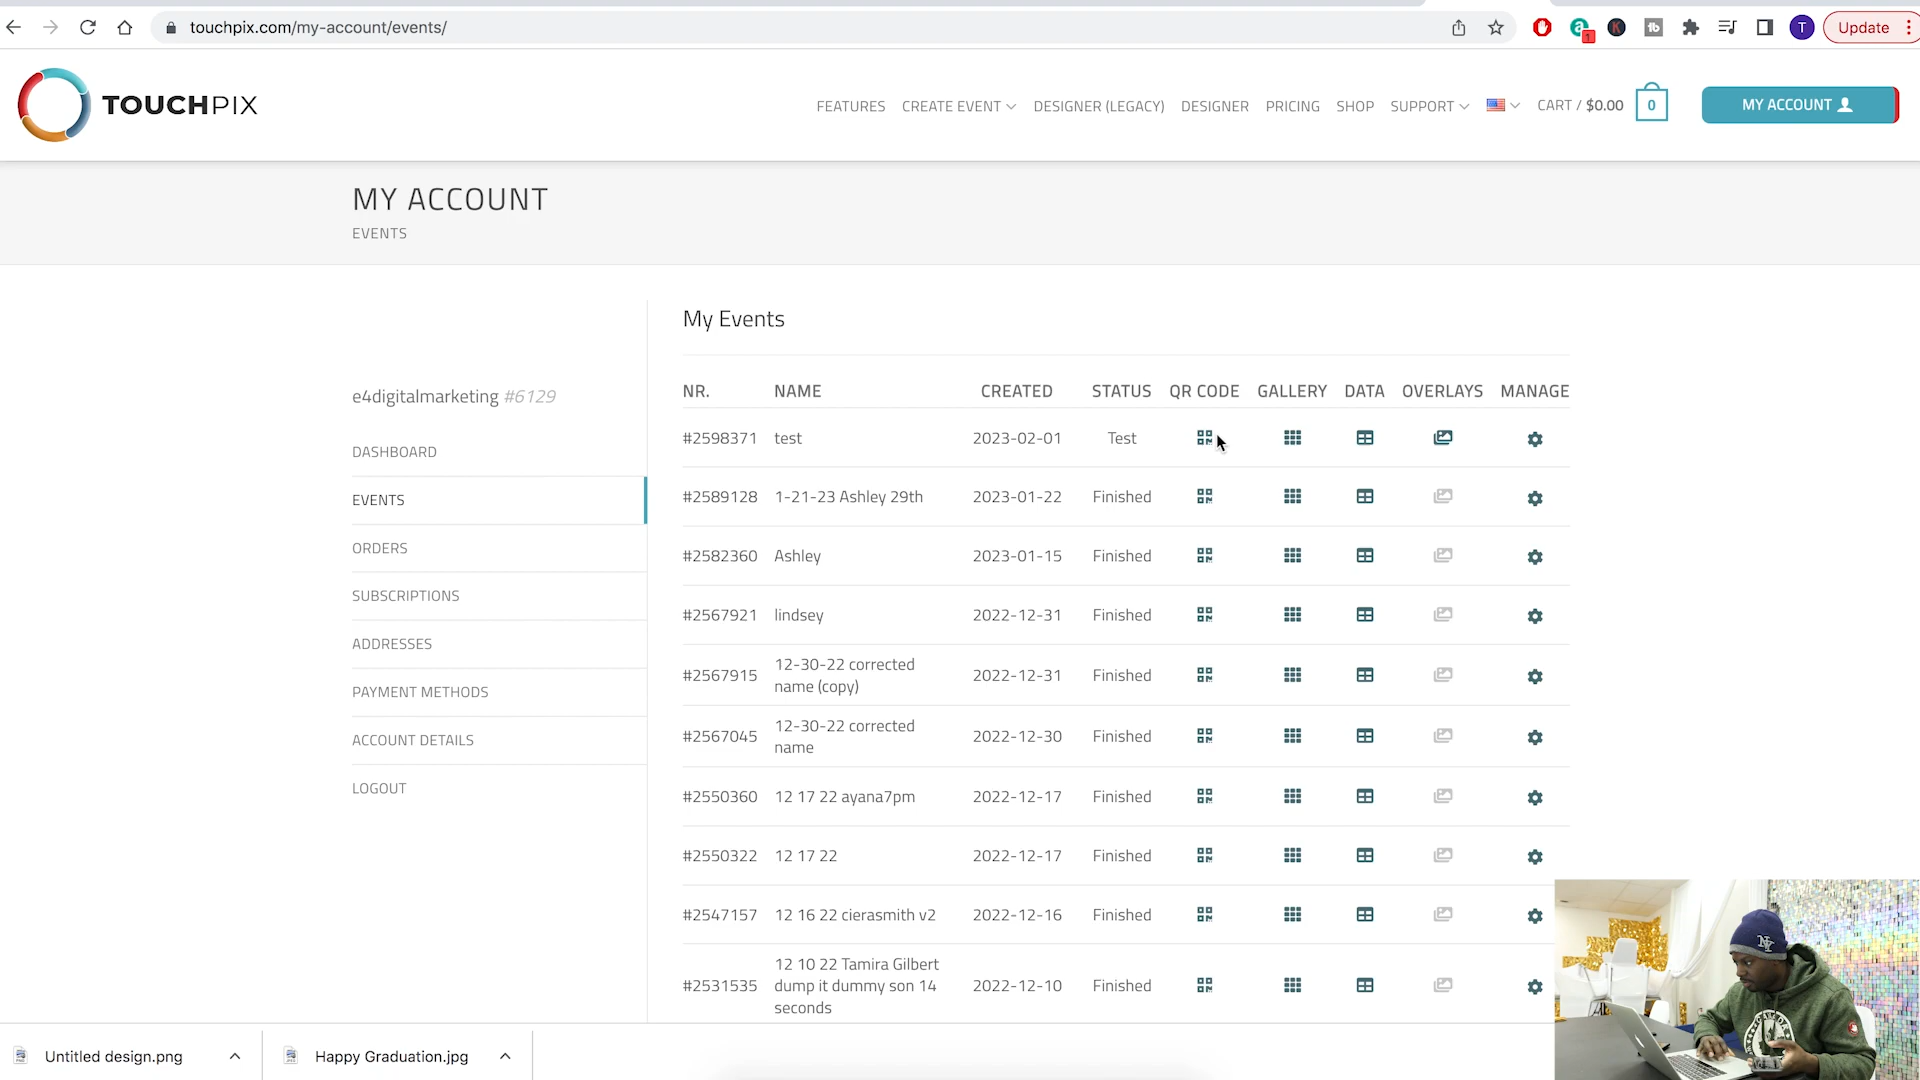 touchpix.com/my-account/events/
1
T
Update
TOUCHPIX
FEATURES
CREATE EVENT
DESIGNER (LEGACY)
DESIGNER
PRICING
SHOP
SUPPORT
CART / $0.00
0
MY ACCOUNT
MY ACCOUNT
EVENTS
e4digitalmarketing #6129
DASHBOARD
EVENTS
ORDERS
SUBSCRIPTIONS
ADDRESSES
PAYMENT METHODS
ACCOUNT DETAILS
LOGOUT
My Events
NR. NAME CREATED STATUS QR CODE GALLERY DATA OVERLAYS MANAGE
#2598371 test 2023-02-01 Test
#2589128 1-21-23 Ashley 29th 2023-01-22 Finished
#2582360 Ashley 2023-01-15 Finished
#2567921 lindsey 2022-12-31 Finished
#2567915 12-30-22 corrected
name (copy) 2022-12-31 Finished
#2567045 12-30-22 corrected
name 2022-12-30 Finished
#2550360 12 17 22 ayana7pm 2022-12-17 Finished
#2550322 12 17 22 2022-12-17 Finished
#2547157 12 16 22 cierasmith v2 2022-12-16 Finished
#2531535 12 10 22 Tamira Gilbert
dump it dummy son 14
seconds 2022-12-10 Finished
Untitled design.png
Happy Graduation.jpg